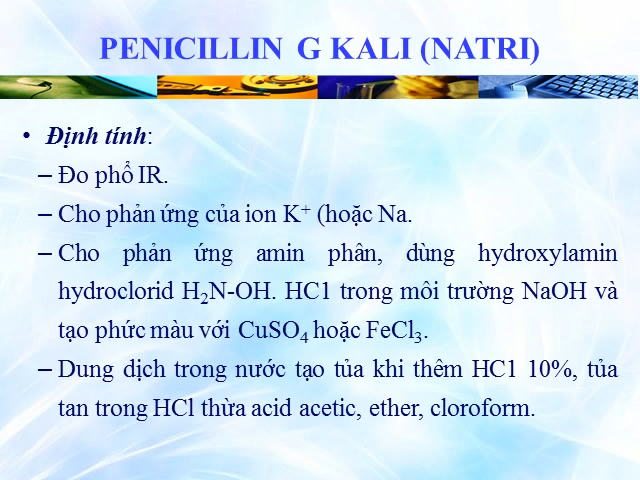 PENICILLIN G KALI (NATRI)
• Định tính:
– Đo phổ IR.
– Cho phản ứng của ion K⁺ (hoặc Na.
– Cho phản ứng amin phân, dùng hydroxylamin
hydroclorid H₂N-OH. HC1 trong môi trường NaOH và
tạo phức màu với CuSO₄ hoặc FeCl₃.
– Dung dịch trong nước tạo tủa khi thêm HC1 10%, tủa
tan trong HCl thừa acid acetic, ether, cloroform.